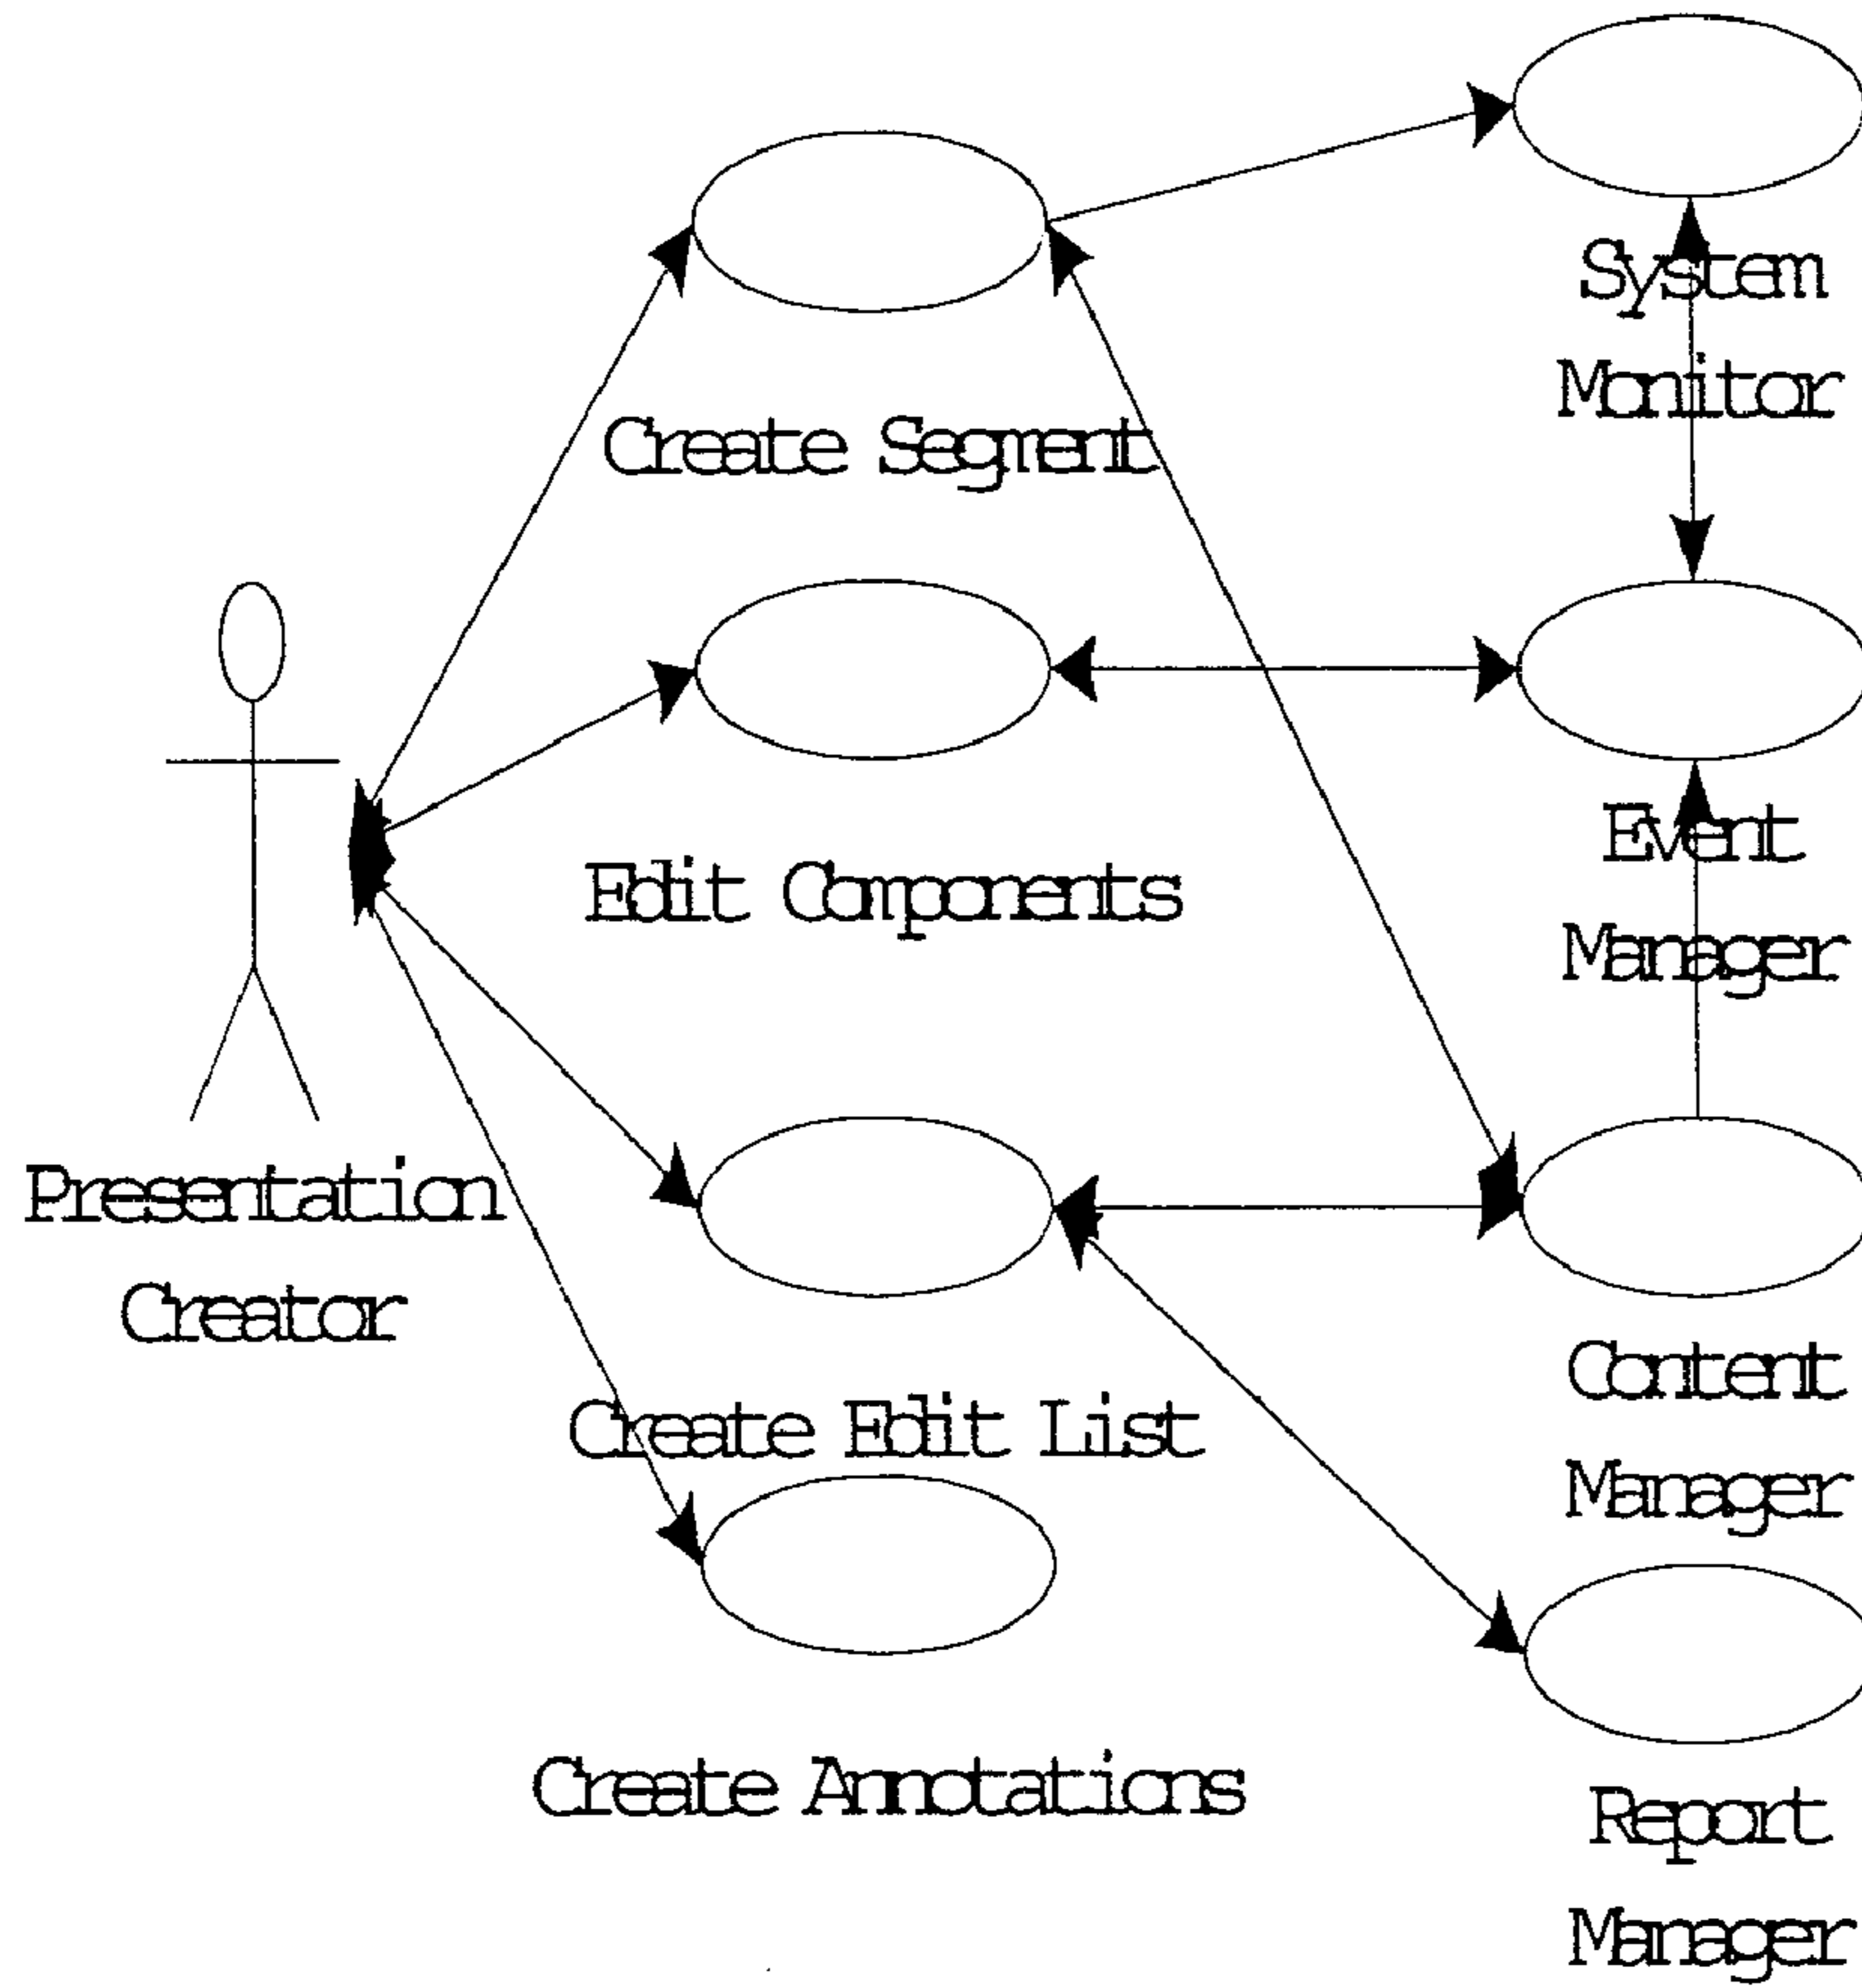 System
Monitor
Create Segment
Event
Manager
Edit Components
Presentation
Creator
Content
Manager
Create Edit List
Create Annotations
Report
Manager